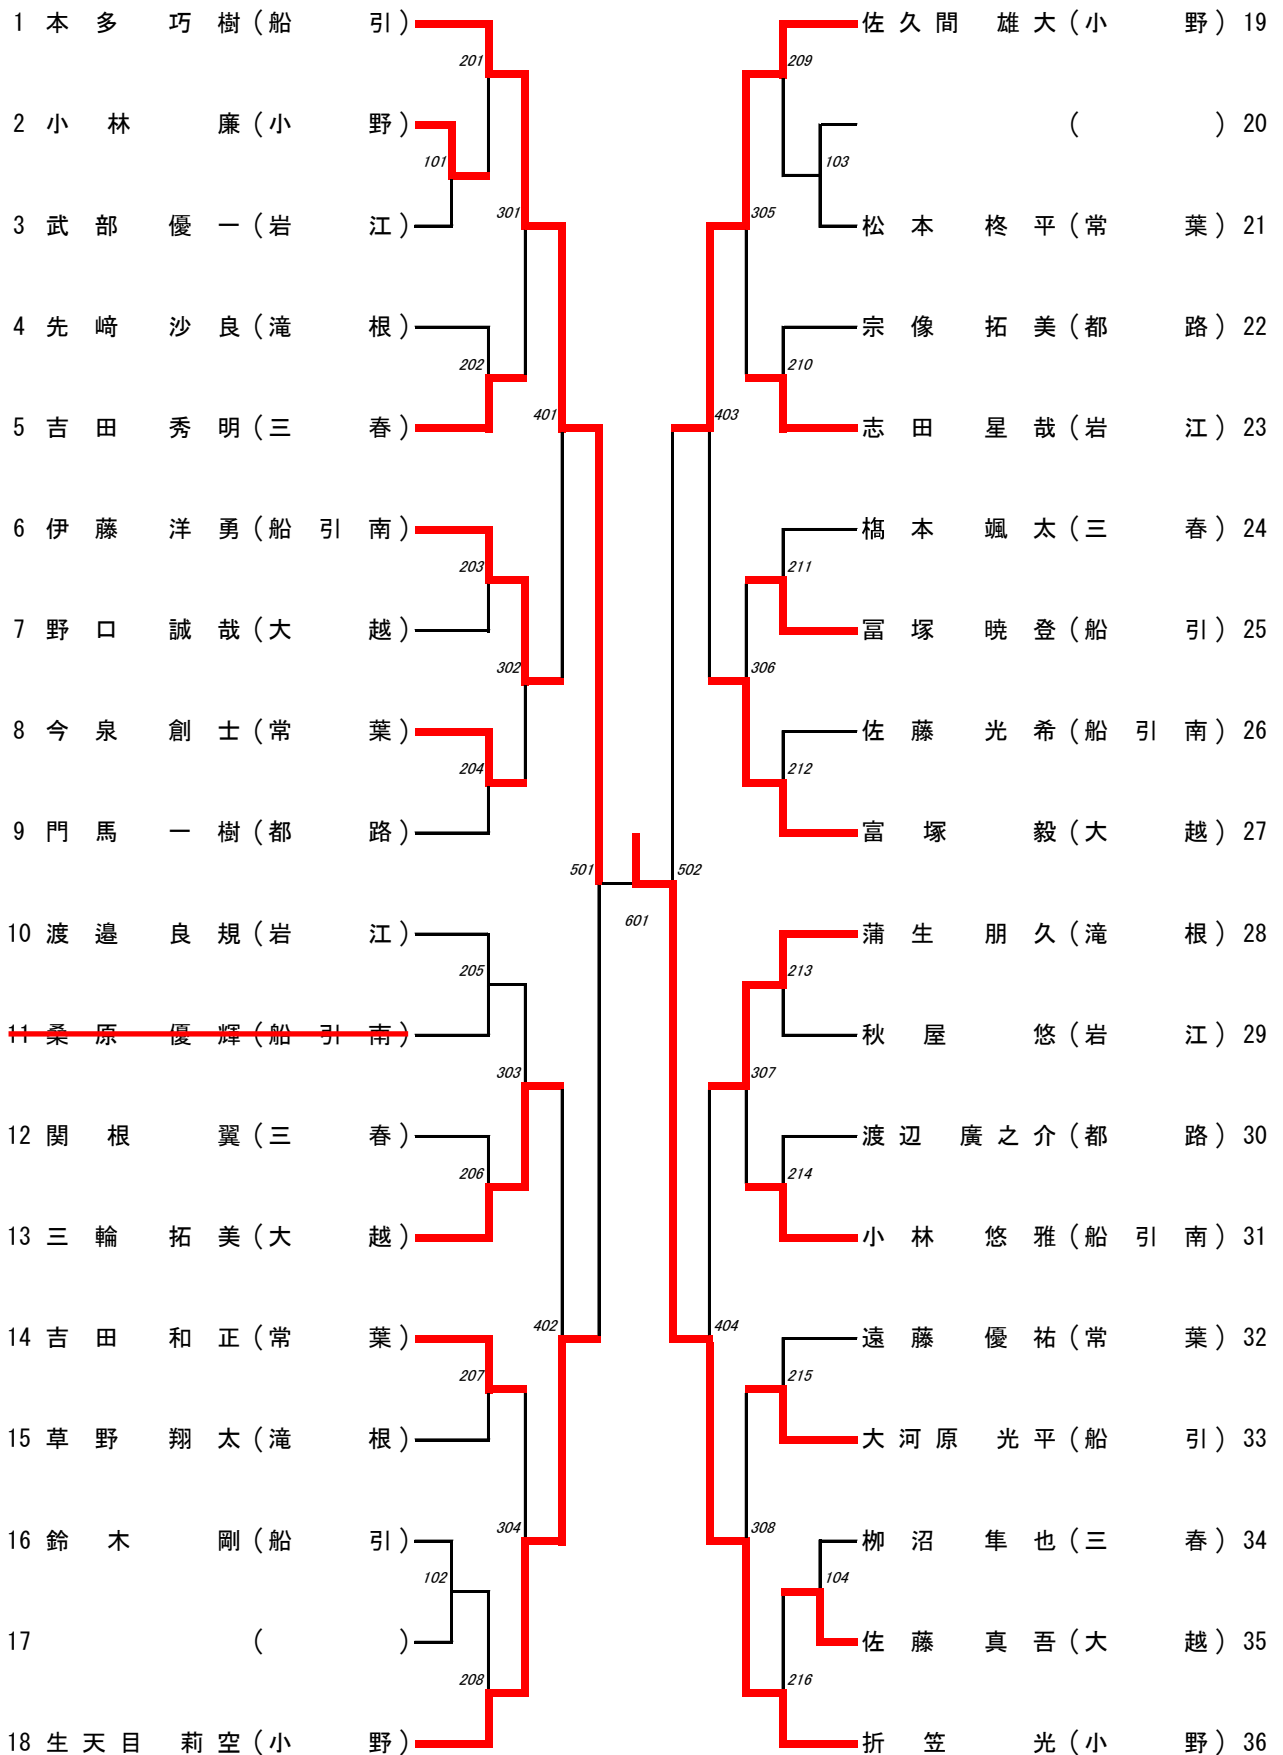 1 本多 巧樹(船引)
201
2 小林 廉(小野)
101
3 武部 優一(岩江)
301
4 先﨑 沙良(滝根)
202
5 吉田 秀明(三春)
401
6 伊藤 洋勇(船引南)
203
7 野口 誠哉(大越)
302
8 今泉 創士(常葉)
204
9 門馬 一樹(都路)
501
10 渡邉 良規(岩江)
205
11 桑原 優輝(船引南)
303
12 関根 翼(三春)
206
13 三輪 拓美(大越)
402
14 吉田 和正(常葉)
207
15 草野 翔太(滝根)
304
16 鈴木 剛(船引)
102
17 ( )
208
18 生天目 莉空(小野)
601
佐久間 雄大(小野) 19
209
( ) 20
103
305
松本 柊平(常葉) 21
宗像 拓美(都路) 22
210
403
志田 星哉(岩江) 23
髙本 颯太(三春) 24
211
冨塚 暁登(船引) 25
306
佐藤 光希(船引南) 26
212
富塚 毅(大越) 27
502
蒲生 朋久(滝根) 28
213
秋屋 悠(岩江) 29
307
渡辺 廣之介(都路) 30
214
小林 悠雅(船引南) 31
404
遠藤 優祐(常葉) 32
215
大河原 光平(船引) 33
308
栁沼 隼也(三春) 34
104
佐藤 真吾(大越) 35
216
折笠 光(小野) 36